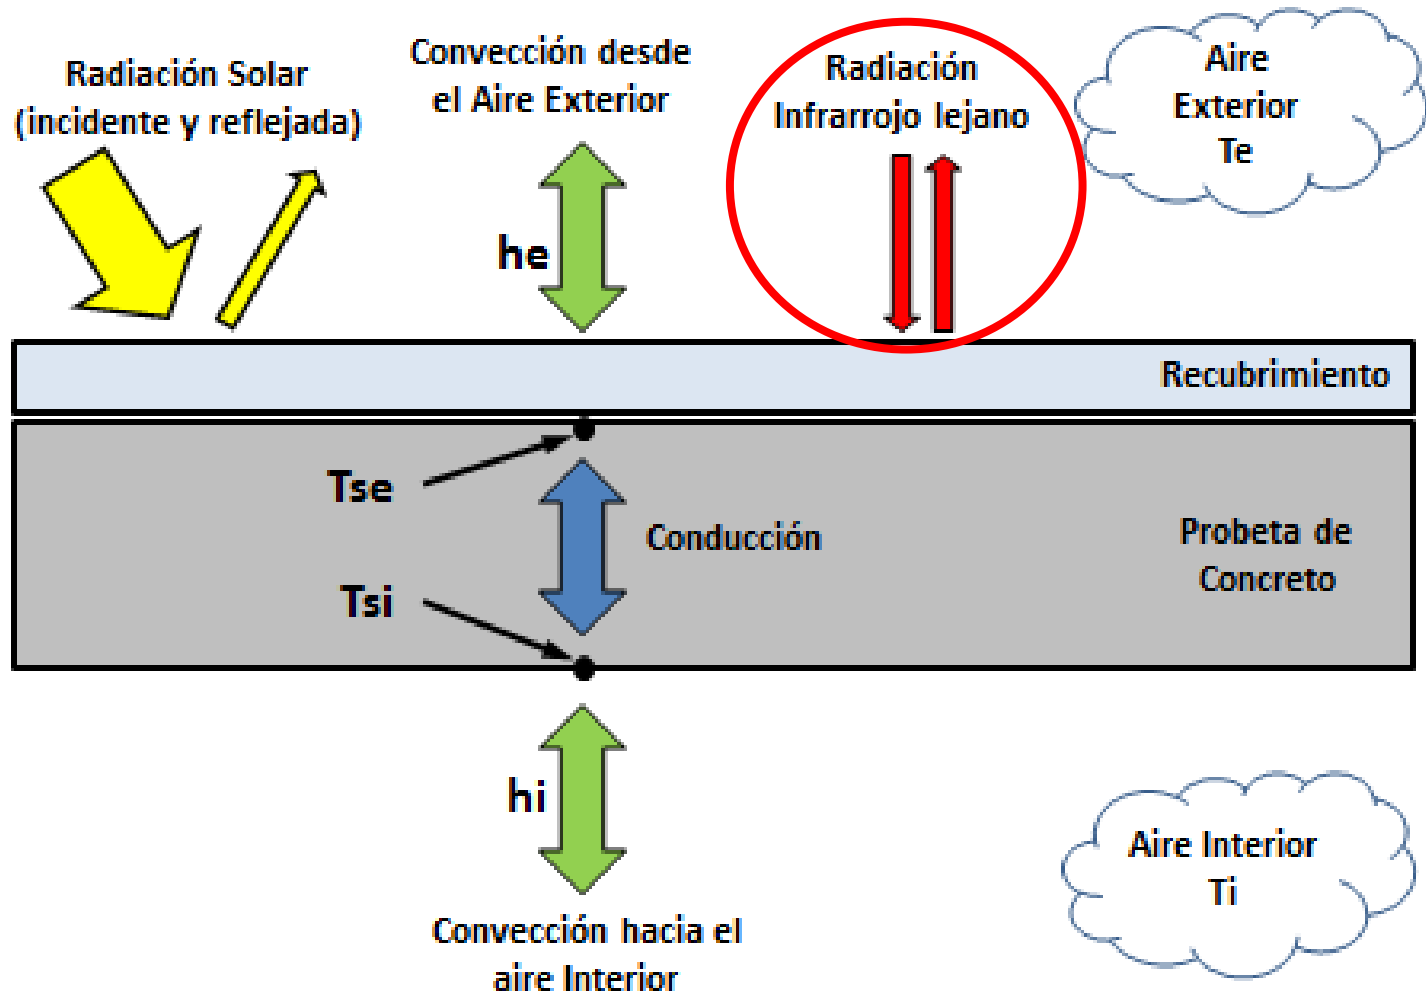 Radiación Solar
(incidente y reflejada)
Convección desde
el Aire Exterior
Radiación
Infrarrojo lejano
Aire
Exterior
Te
he
Recubrimiento
Tse
Conducción
Probeta de
Concreto
Tsi
hi
Aire Interior
Ti
Convección hacia el
aire Interior